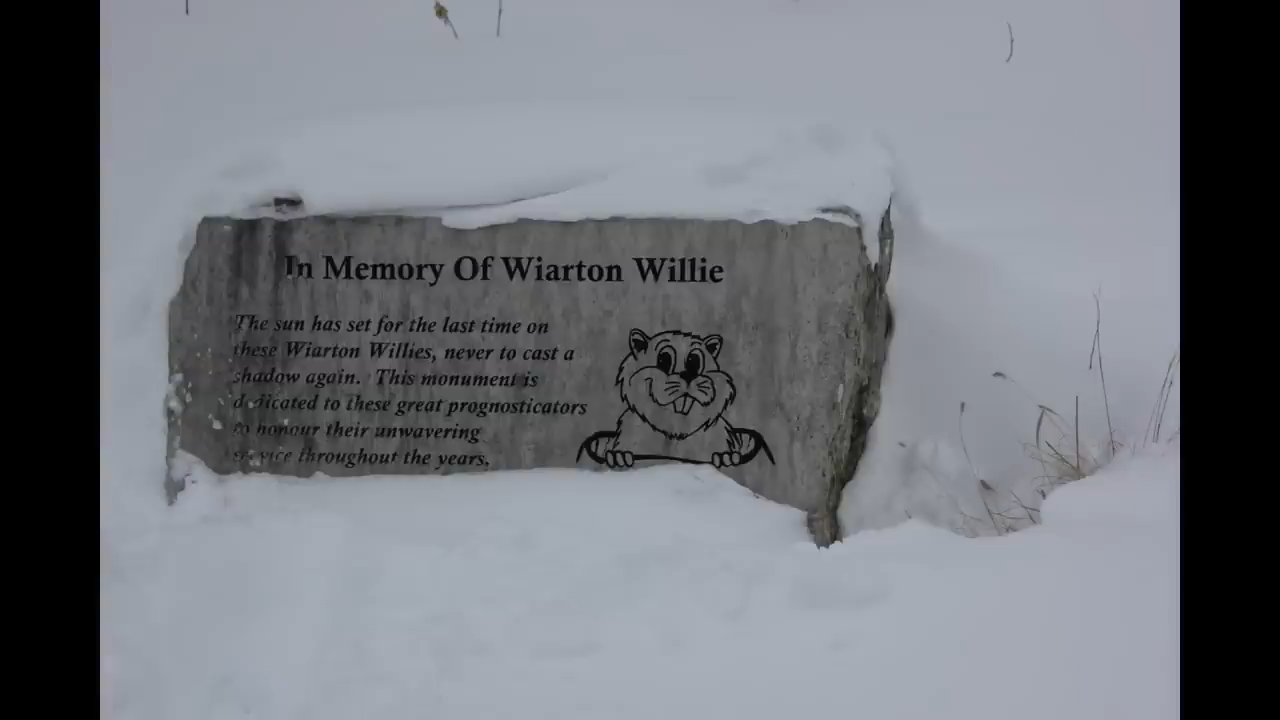 In Memory Of Wiarton Willie
The sun has set for the last time on
these Wiarton Willies, never to cast a
shadow again. This monument is
dedicated to these great prognosticators
to honour their unwavering
service throughout the years.